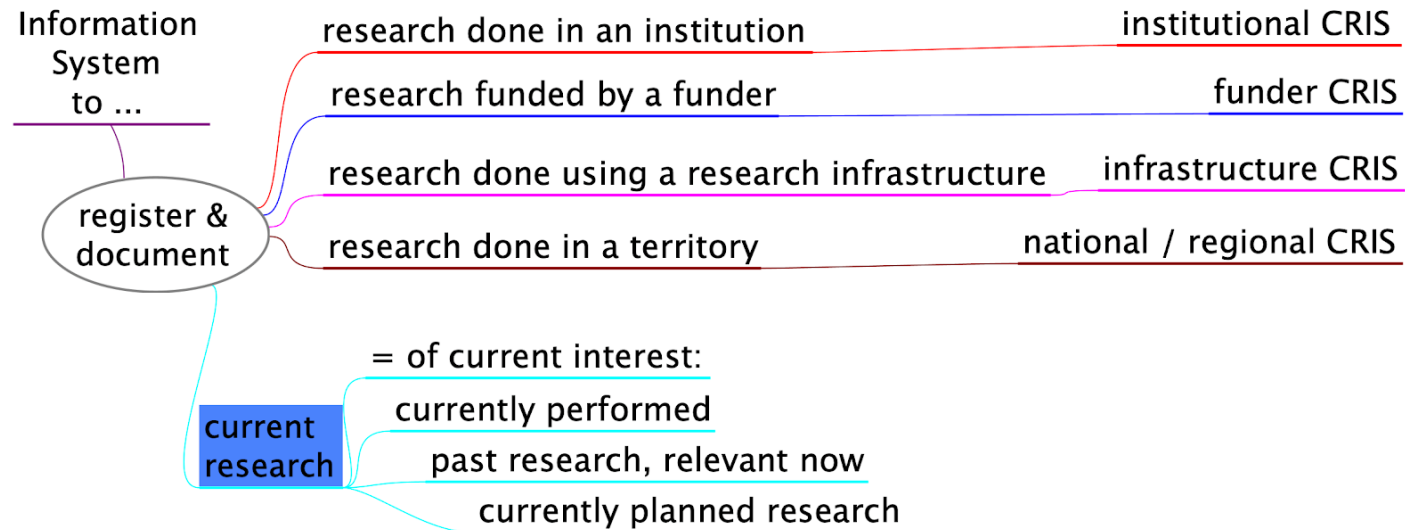 Information
System
to ...
register &
document
research done in an institution
institutional CRIS
research funded by a funder
funder CRIS
research done using a research infrastructure
infrastructure CRIS
research done in a territory
national / regional CRIS
current
research
= of current interest:
currently performed
past research, relevant now
currently planned research